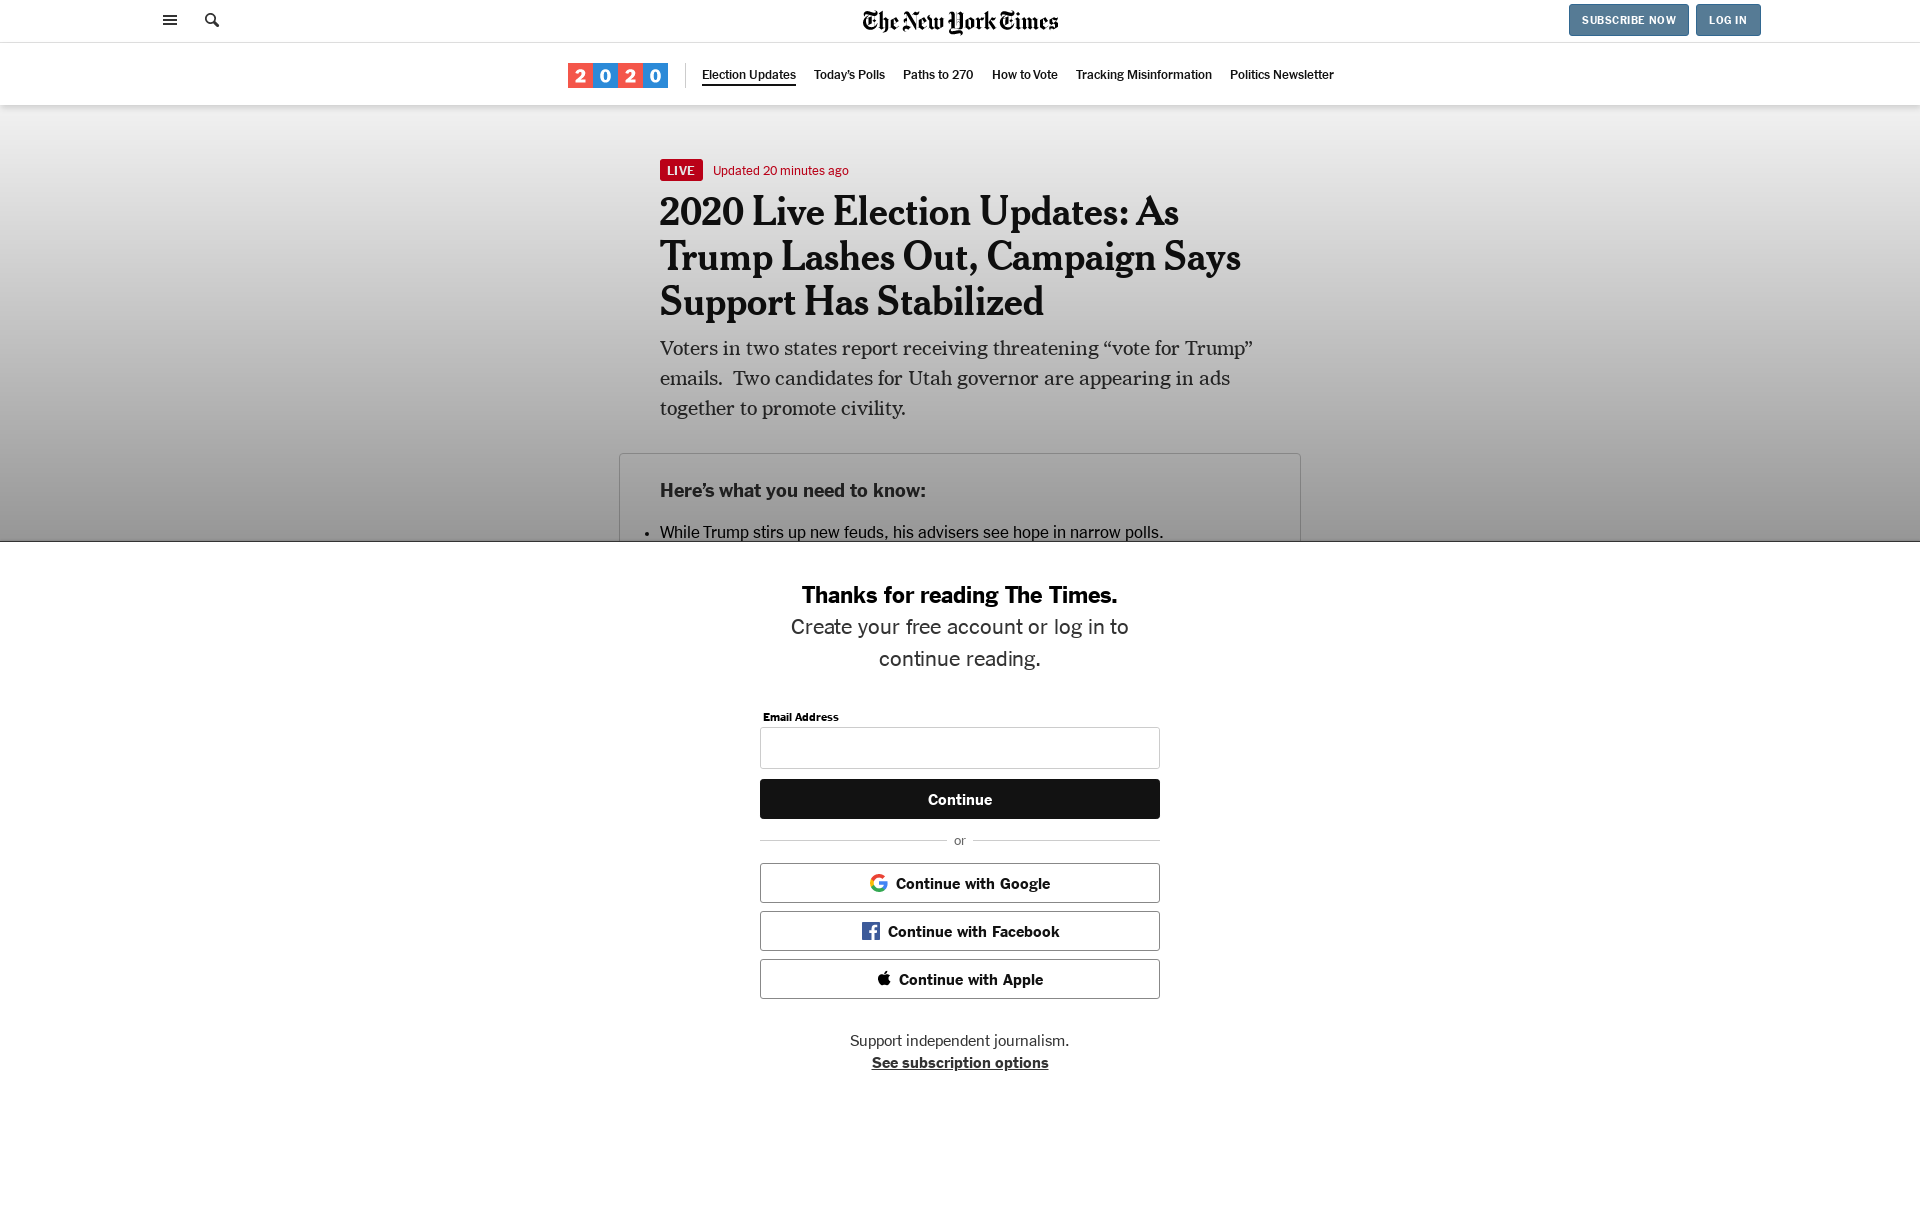 The New York Times
SUBSCRIBE NOW
LOG IN
2020
Election Updates
Today's Polls
Paths to 270
How to Vote
Tracking Misinformation
Politics Newsletter
LIVE Updated 20 minutes ago
2020 Live Election Updates: As
Trump Lashes Out, Campaign Says
Support Has Stabilized
Voters in two states report receiving threatening “vote for Trump”
emails.  Two candidates for Utah governor are appearing in ads
together to promote civility.
Here’s what you need to know:
• While Trump stirs up new feuds, his advisers see hope in narrow polls.
Thanks for reading The Times.
Create your free account or log in to
continue reading.
Email Address
Continue
or
Continue with Google
Continue with Facebook
Continue with Apple
Support independent journalism.
See subscription options